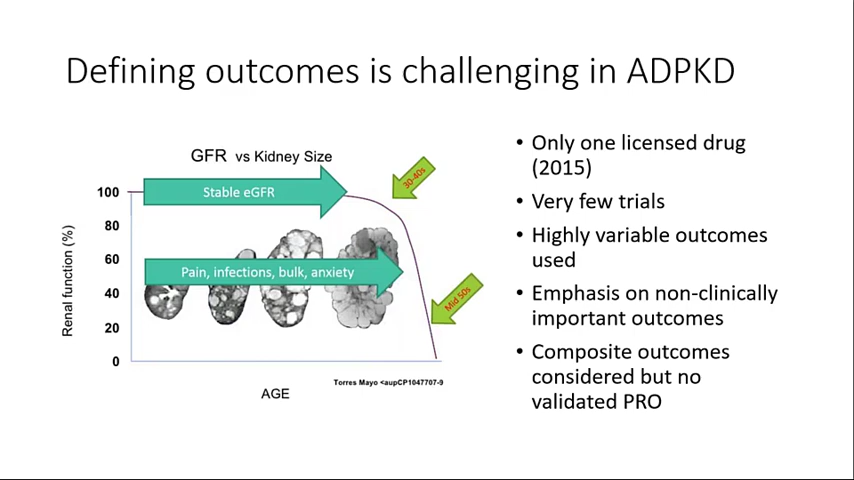 Defining outcomes is challenging in ADPKD
GFR vs Kidney Size
100
80
60
40
20
0
Renal function (%)
Stable eGFR
30-40s
Pain, infections, bulk, anxiety
Mid 50s
Torres Mayo <aupCP1047707-9
AGE
• Only one licensed drug
(2015)
• Very few trials
• Highly variable outcomes
used
• Emphasis on non-clinically
important outcomes
• Composite outcomes
considered but no
validated PRO